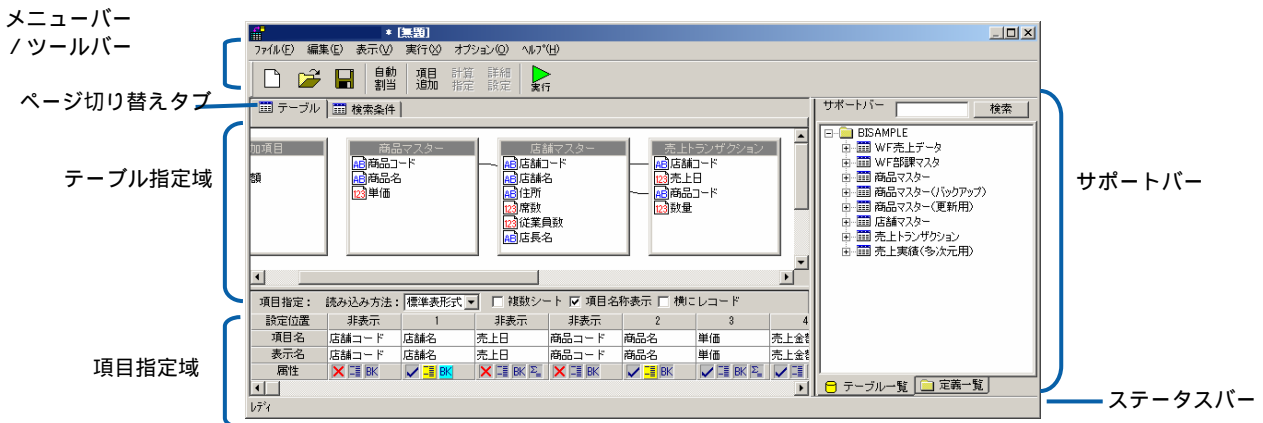 メニューバー
/ツールバー
ページ切り替えタブ
テーブル指定域
項目指定域
* [無題]
ファイル(F) 編集(E) 表示(V) 実行(X) オプション(O) ヘルプ(H)
自動割当 項目追加 計算指定 詳細設定 実行
テーブル 検索条件
加項目
額
商品マスター
商品コード
商品名
単価
店舗マスター
店舗コード
店舗名
住所
席数
従業員数
店長名
売上トランザクション
店舗コード
売上日
商品コード
数量
項目指定: 読み込み方法: 標準表形式 複数シート 項目名称表示 横にレコード
設定位置 非表示 1 非表示 非表示 2 3 4
項目名 店舗コード 店舗名 売上日 商品コード 商品名 単価 売上金
表示名 店舗コード 店舗名 売上日 商品コード 商品名 単価 売上金
属性 BK BK BK Σ BK BK BK Σ
レディ
サポートバー 検索
BISAMPLE
WF売上データ
WF部課マスタ
商品マスター
商品マスター(バックアップ)
商品マスター(更新用)
店舗マスター
売上トランザクション
売上実績(多次元用)
テーブル一覧 定義一覧
サポートバー
ステータスバー